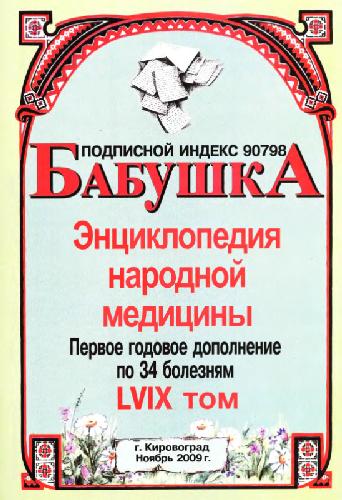 ПОДПИСНОЙ ИНДЕКС 90798
БАБУШКА
Энциклопедия
народной
медицины
Первое годовое дополнение
по 34 болезням
LVIX том
г. Кировоград
Ноябрь 2009 г.